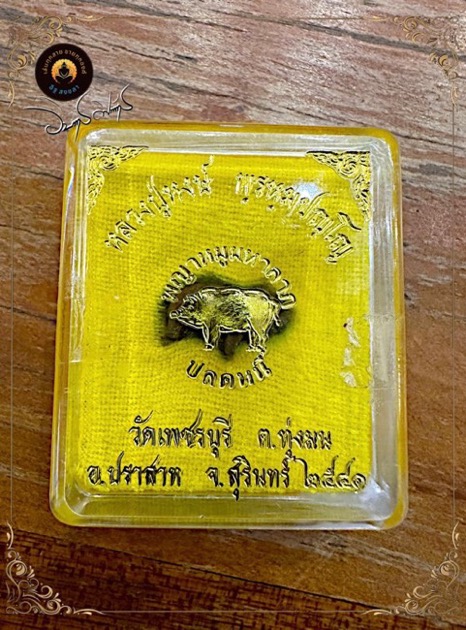 หลวงปู่หงษ์ พฺรหฺมปญฺโญ
พญาหมูมหาลาภ
ปลดหนี้
วัดเพชรบุรี ต.ทุ่งมน
อ.ปราสาท จ.สุรินทร์ ๒๕๔๑